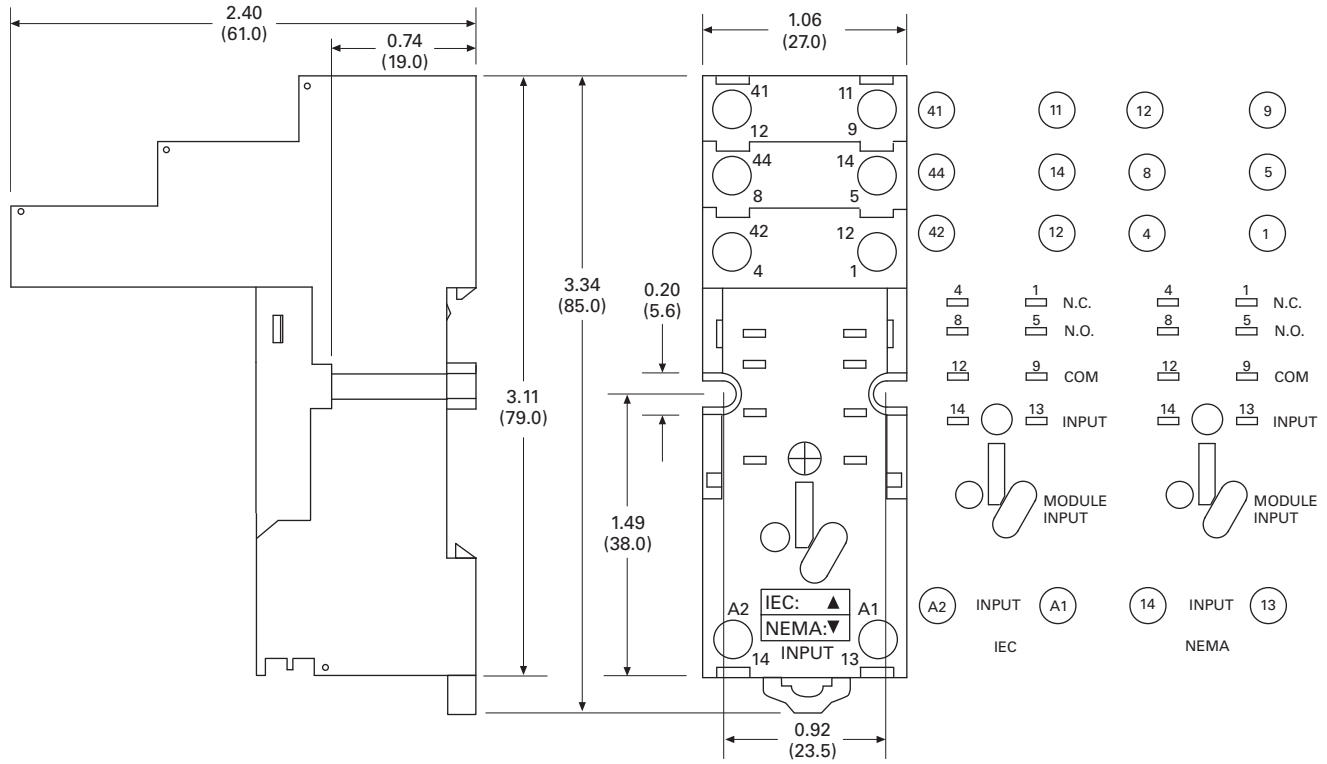 2.40
(61.0)
0.74
(19.0)
1.06
(27.0)
41 11
12 9
44 14
8 5
42 12
4 1
3.34
(85.0)
3.11
(79.0)
0.20
(5.6)
1.49
(38.0)
A2 IEC: ▲ A1
NEMA:▼
14 INPUT 13
0.92
(23.5)
41 11
44 14
42 12
4 1 N.C.
8 5 N.O.
12 9 COM
14 13 INPUT
MODULE
INPUT
A2 INPUT A1
IEC
12 9
8 5
4 1
4 1 N.C.
8 5 N.O.
12 9 COM
14 13 INPUT
MODULE
INPUT
14 INPUT 13
NEMA